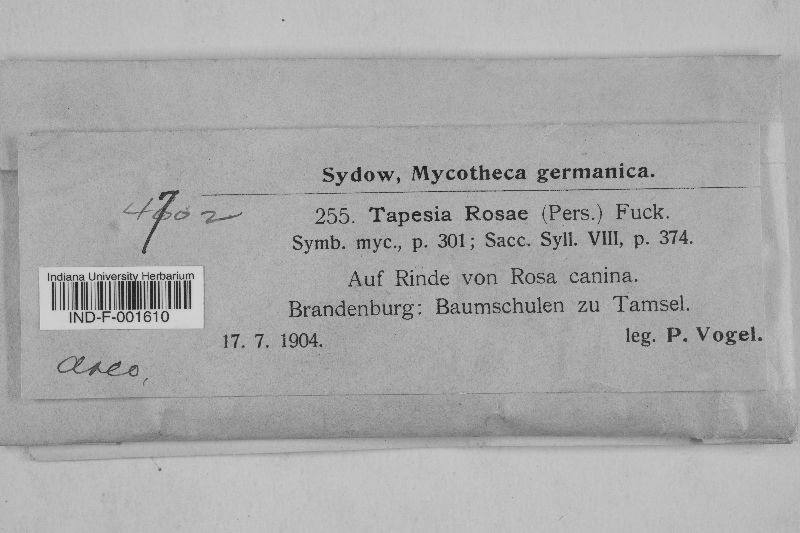 Sydow, Mycotheca germanica.
255. Tapesia Rosae (Pers.) Fuck.
Symb. myc., p. 301; Sacc. Syll. VIII, p. 374.
Auf Rinde von Rosa canina.
Brandenburg: Baumschulen zu Tamsel.
17. 7. 1904.
leg. P. Vogel.
Indiana University Herbarium
IND-F-001610